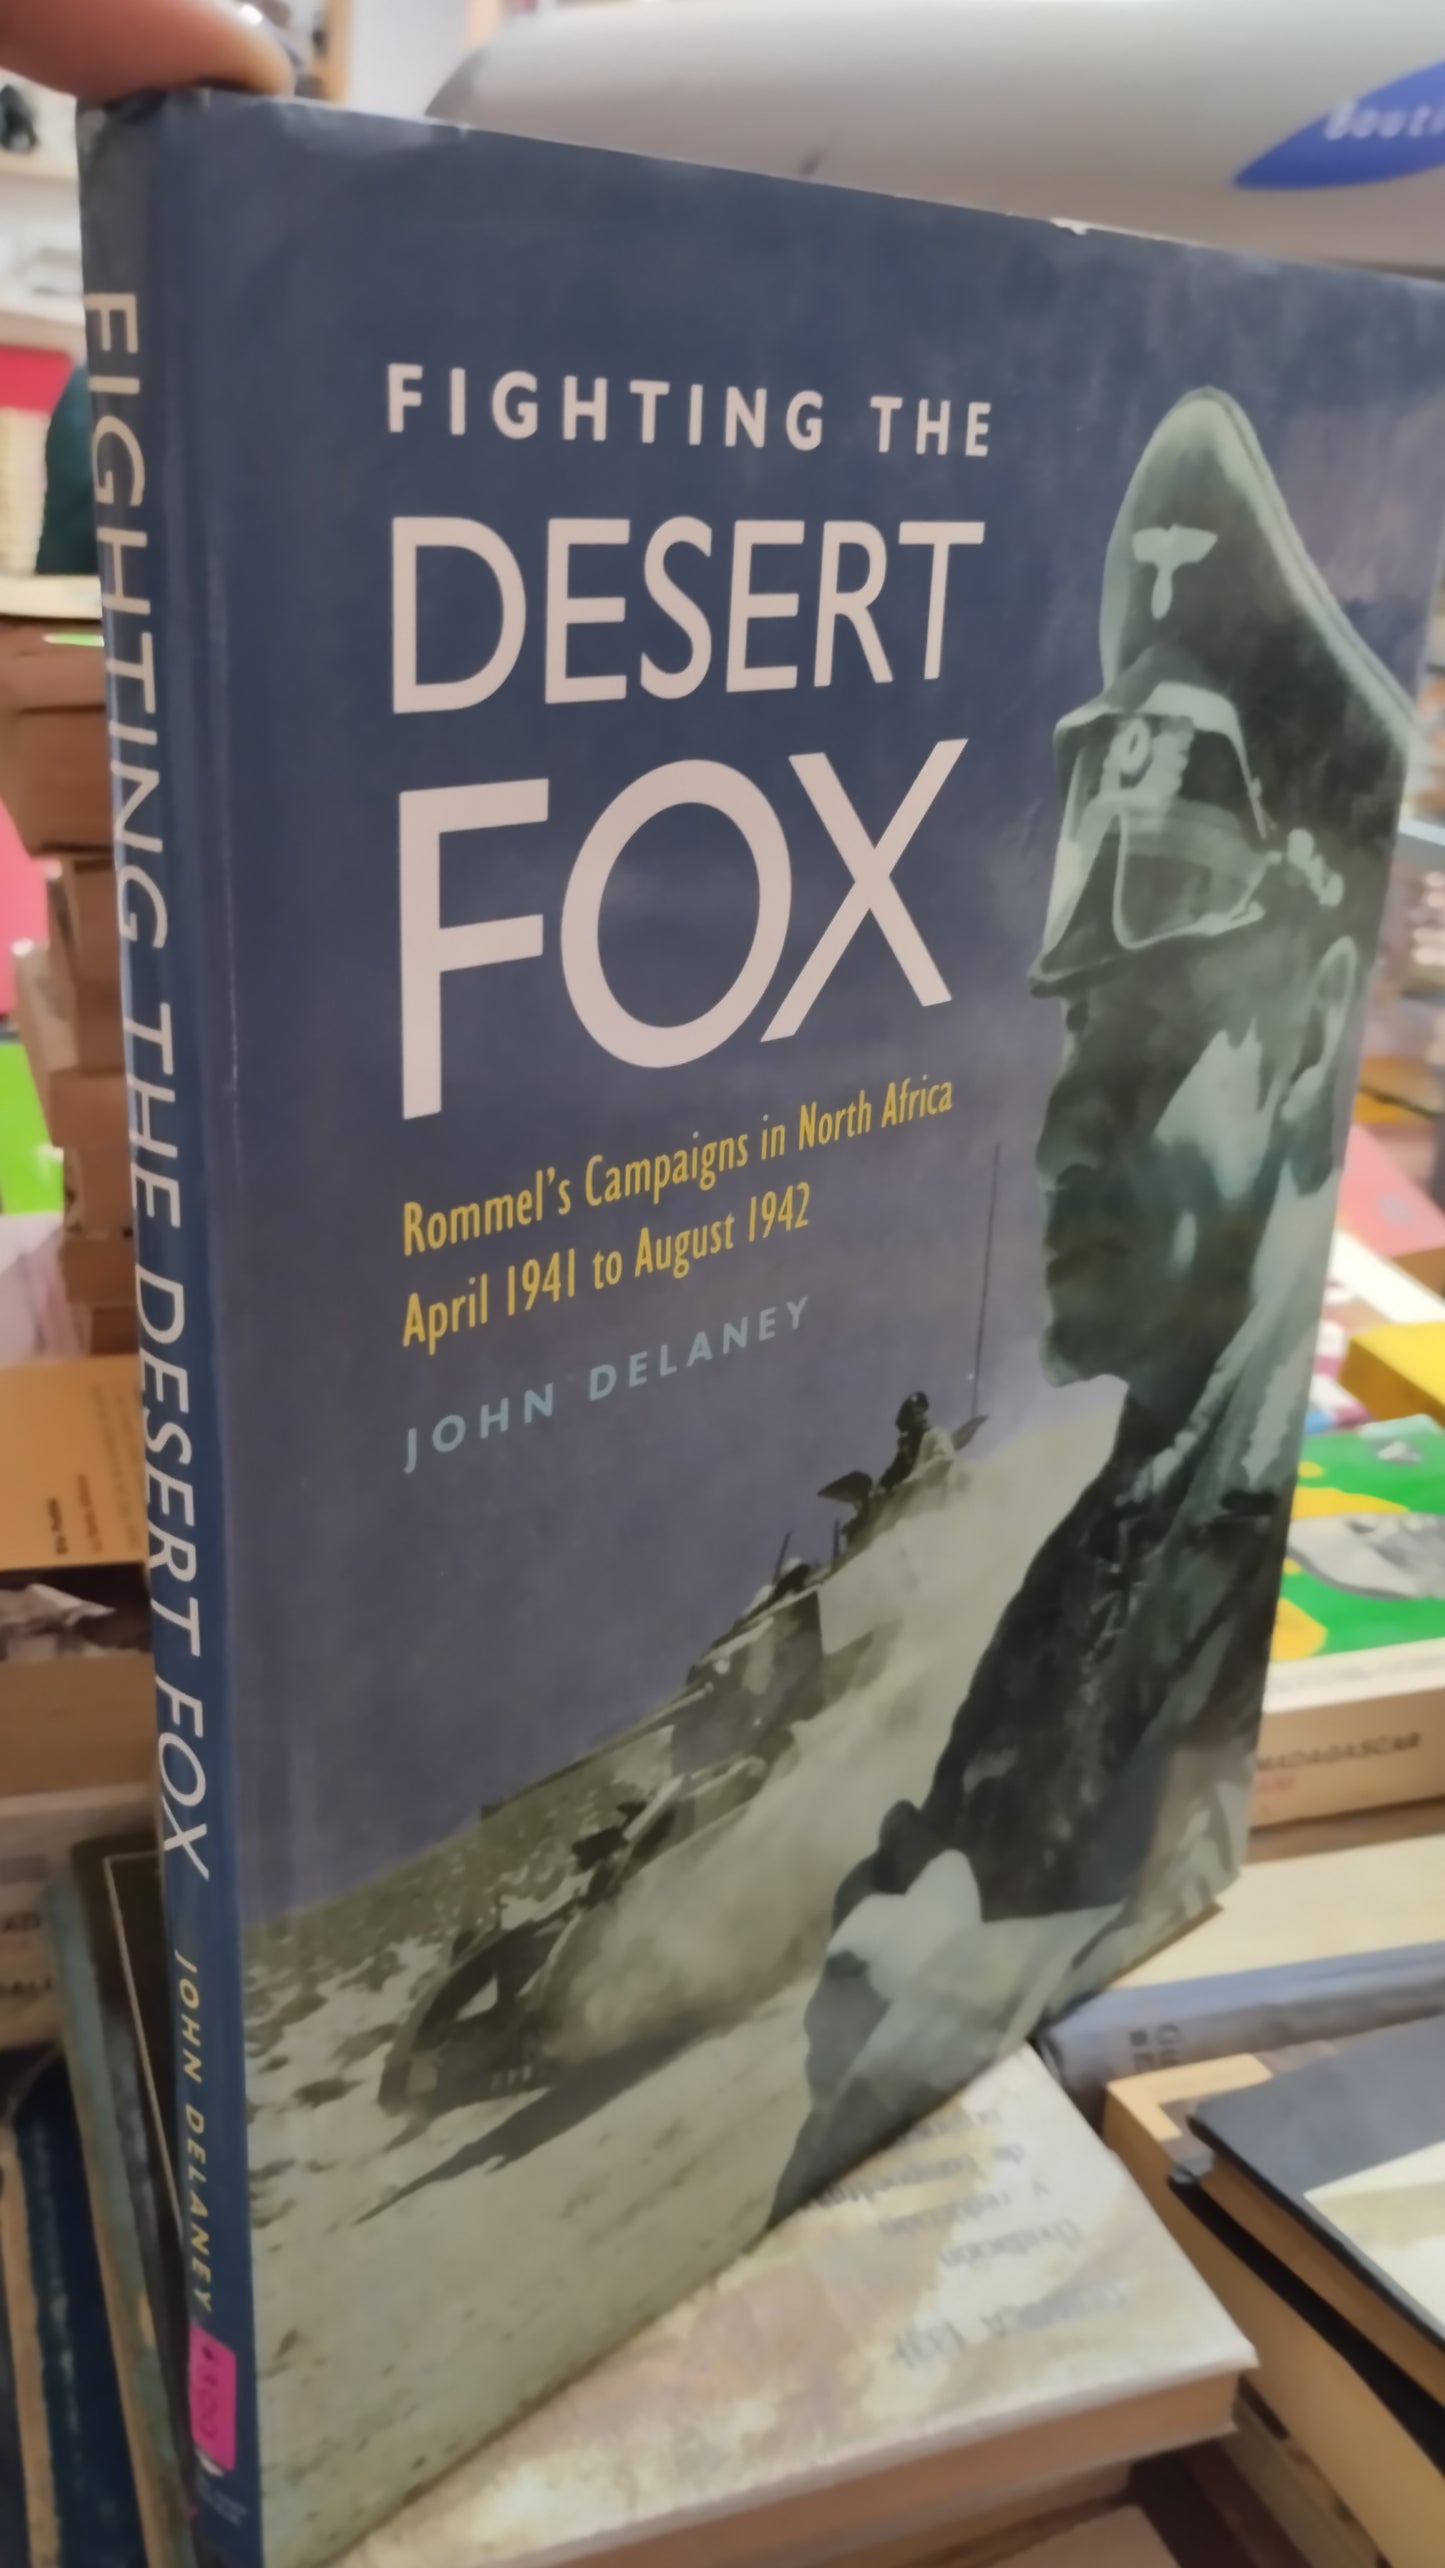 FIGHTING THE
DESERT
FOX
Rommel's Campaigns in North Africa
April 1941 to August 1942
JOHN DELANEY
FIGHTING THE DESERT FOX JOHN DELANEY
MADAGASCAR